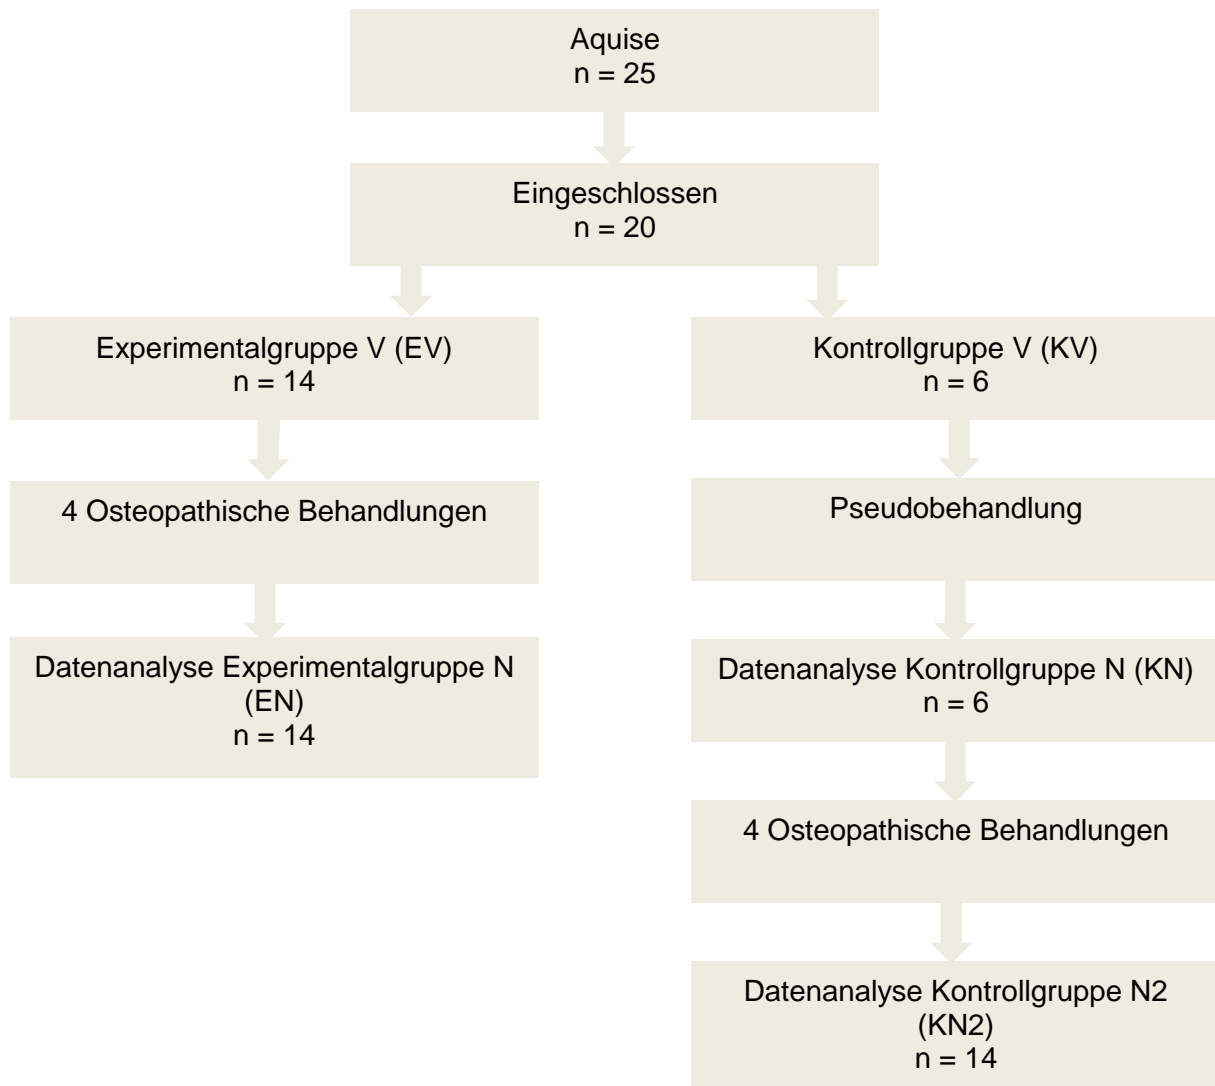 Aquise
n = 25
Eingeschlossen
n = 20
Experimentalgruppe V (EV)
n = 14
4 Osteopathische Behandlungen
Datenanalyse Experimentalgruppe N
(EN)
n = 14
Kontrollgruppe V (KV)
n = 6
Pseudobehandlung
Datenanalyse Kontrollgruppe N (KN)
n = 6
4 Osteopathische Behandlungen
Datenanalyse Kontrollgruppe N2
(KN2)
n = 14